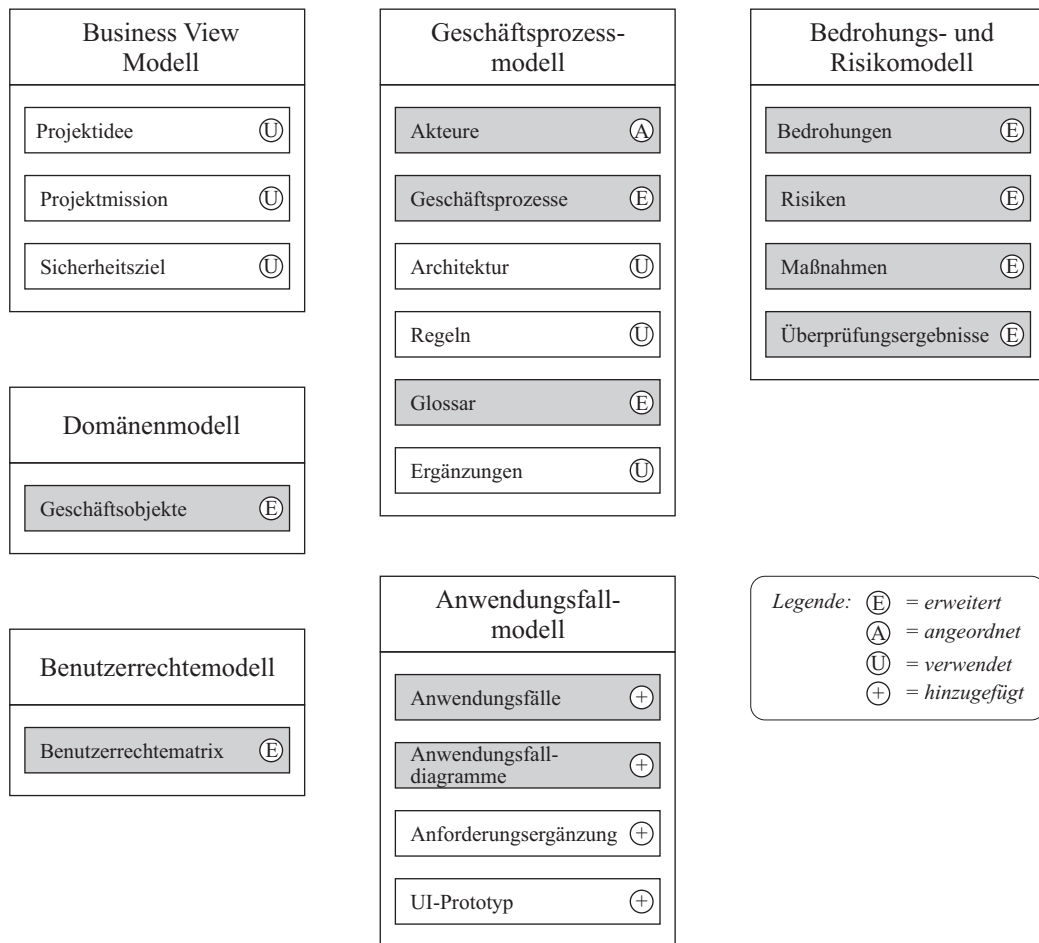 Business View
Modell
Projektidee U
Projektmission U
Sicherheitsziel U
Domänenmodell
Geschäftsobjekte E
Benutzerrechtemodell
Benutzerrechtematrix E
Geschäftsprozess-
modell
Akteure A
Geschäftsprozesse E
Architektur U
Regeln U
Glossar E
Ergänzungen U
Anwendungsfall-
modell
Anwendungsfälle +
Anwendungsfall-
diagramme +
Anforderungsergänzung +
UI-Prototyp +
Bedrohungs- und
Risikomodell
Bedrohungen E
Risiken E
Maßnahmen E
Überprüfungsergebnisse E
Legende: E = erweitert
A = angeordnet
U = verwendet
+ = hinzugefügt